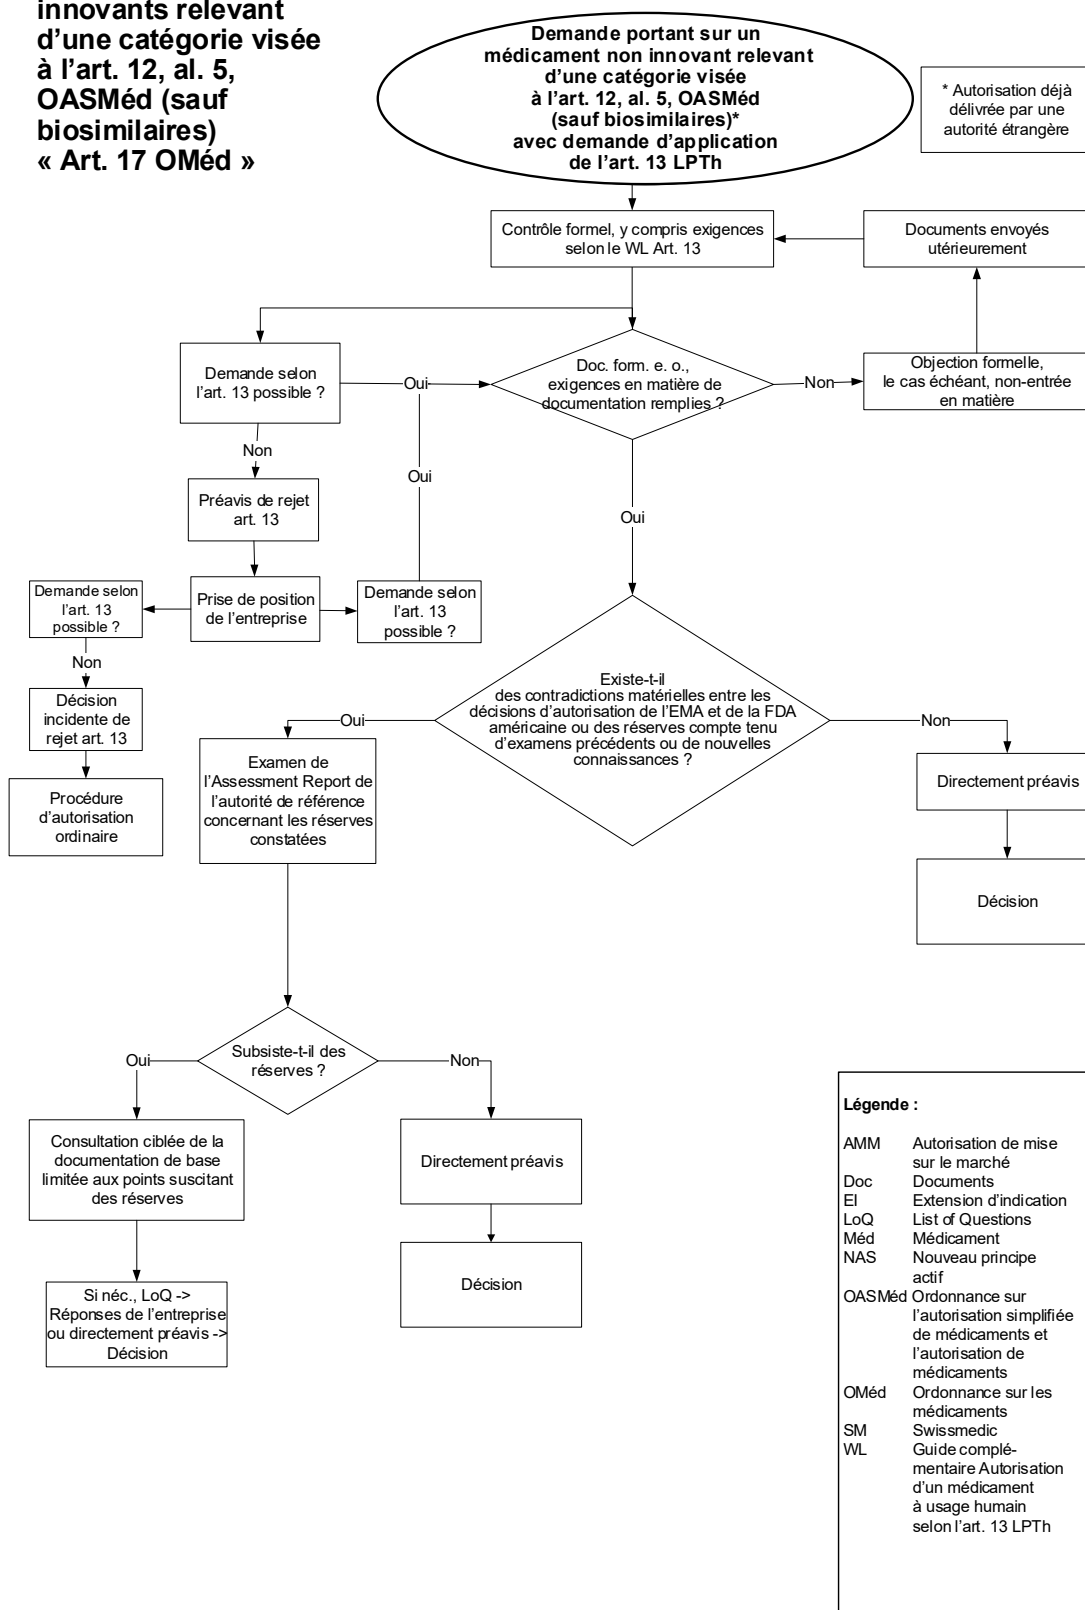 innovants relevant
d'une catégorie visée
à l'art. 12, al. 5,
OASMéd (sauf
biosimilaires)
« Art. 17 OMéd »
Demande portant sur un
médicament non innovant relevant
d'une catégorie visée
à l'art. 12, al. 5, OASMéd
(sauf biosimilaires)*
avec demande d'application
de l'art. 13 LPTh
* Autorisation déjà
délivrée par une
autorité étrangère
Contrôle formel, y compris exigences
selon le WL Art. 13
Documents envoyés
utérieurement
Demande selon
l'art. 13 possible ?
Oui
Doc. form. e. o.,
exigences en matière de
documentation remplies ?
Non
Objection formelle,
le cas échéant, non-entrée
en matière
Non
Oui
Préavis de rejet
art. 13
Oui
Demande selon
l'art. 13
possible ?
Prise de position
de l'entreprise
Demande selon
l'art. 13
possible ?
Non
Décision
incidente de
rejet art. 13
Procédure
d'autorisation
ordinaire
Existe-t-il
des contradictions matérielles entre les
décisions d'autorisation de l'EMA et de la FDA
américaine ou des réserves compte tenu
d'examens précédents ou de nouvelles
connaissances ?
Oui
Non
Examen de
l'Assessment Report de
l'autorité de référence
concernant les réserves
constatées
Directement préavis
Décision
Subsiste-t-il des
réserves ?
Oui
Non
Consultation ciblée de la
documentation de base
limitée aux points suscitant
des réserves
Directement préavis
Si néc., LoQ ->
Réponses de l'entreprise
ou directement préavis ->
Décision
Décision
Légende :
AMM Autorisation de mise
sur le marché
Doc Documents
EI Extension d'indication
LoQ List of Questions
Méd Médicament
NAS Nouveau principe
actif
OASMéd Ordonnance sur
l'autorisation simplifiée
de médicaments et
l'autorisation de
médicaments
OMéd Ordonnance sur les
médicaments
SM Swissmedic
WL Guide complé-
mentaire Autorisation
d'un médicament
à usage humain
selon l'art. 13 LPTh